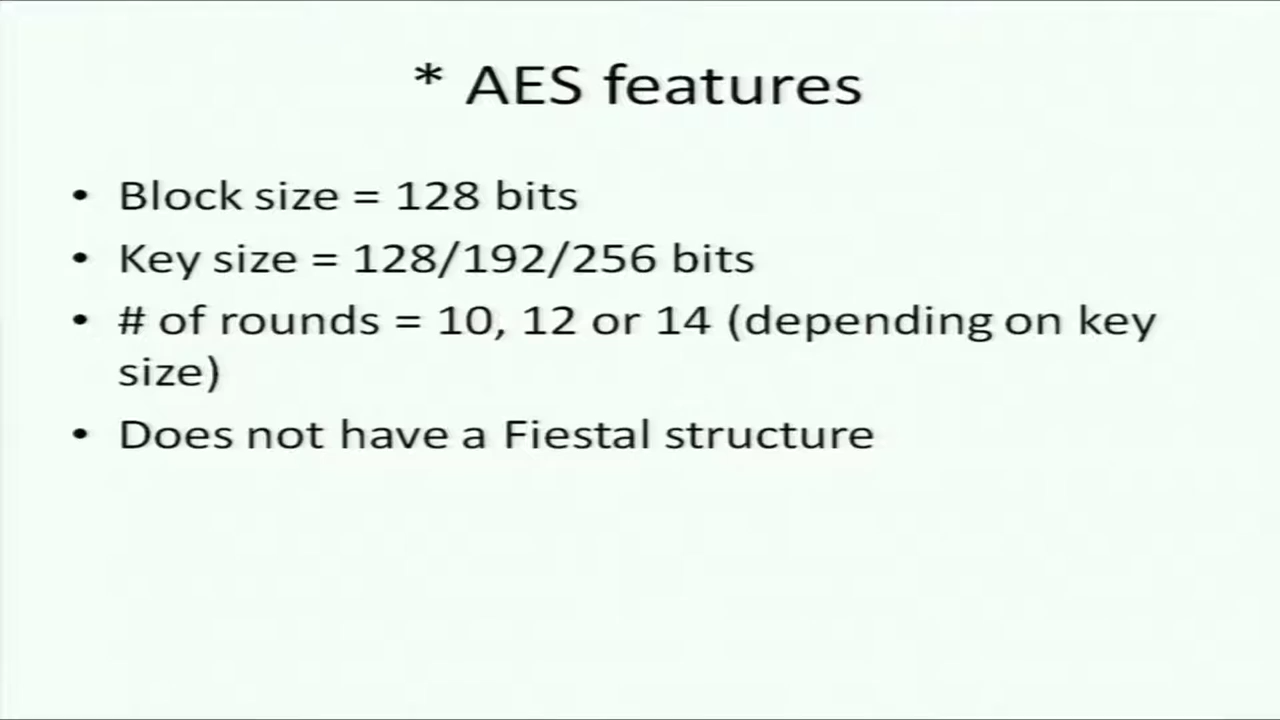 * AES features
• Block size = 128 bits
• Key size = 128/192/256 bits
• # of rounds = 10, 12 or 14 (depending on key
size)
• Does not have a Fiestal structure